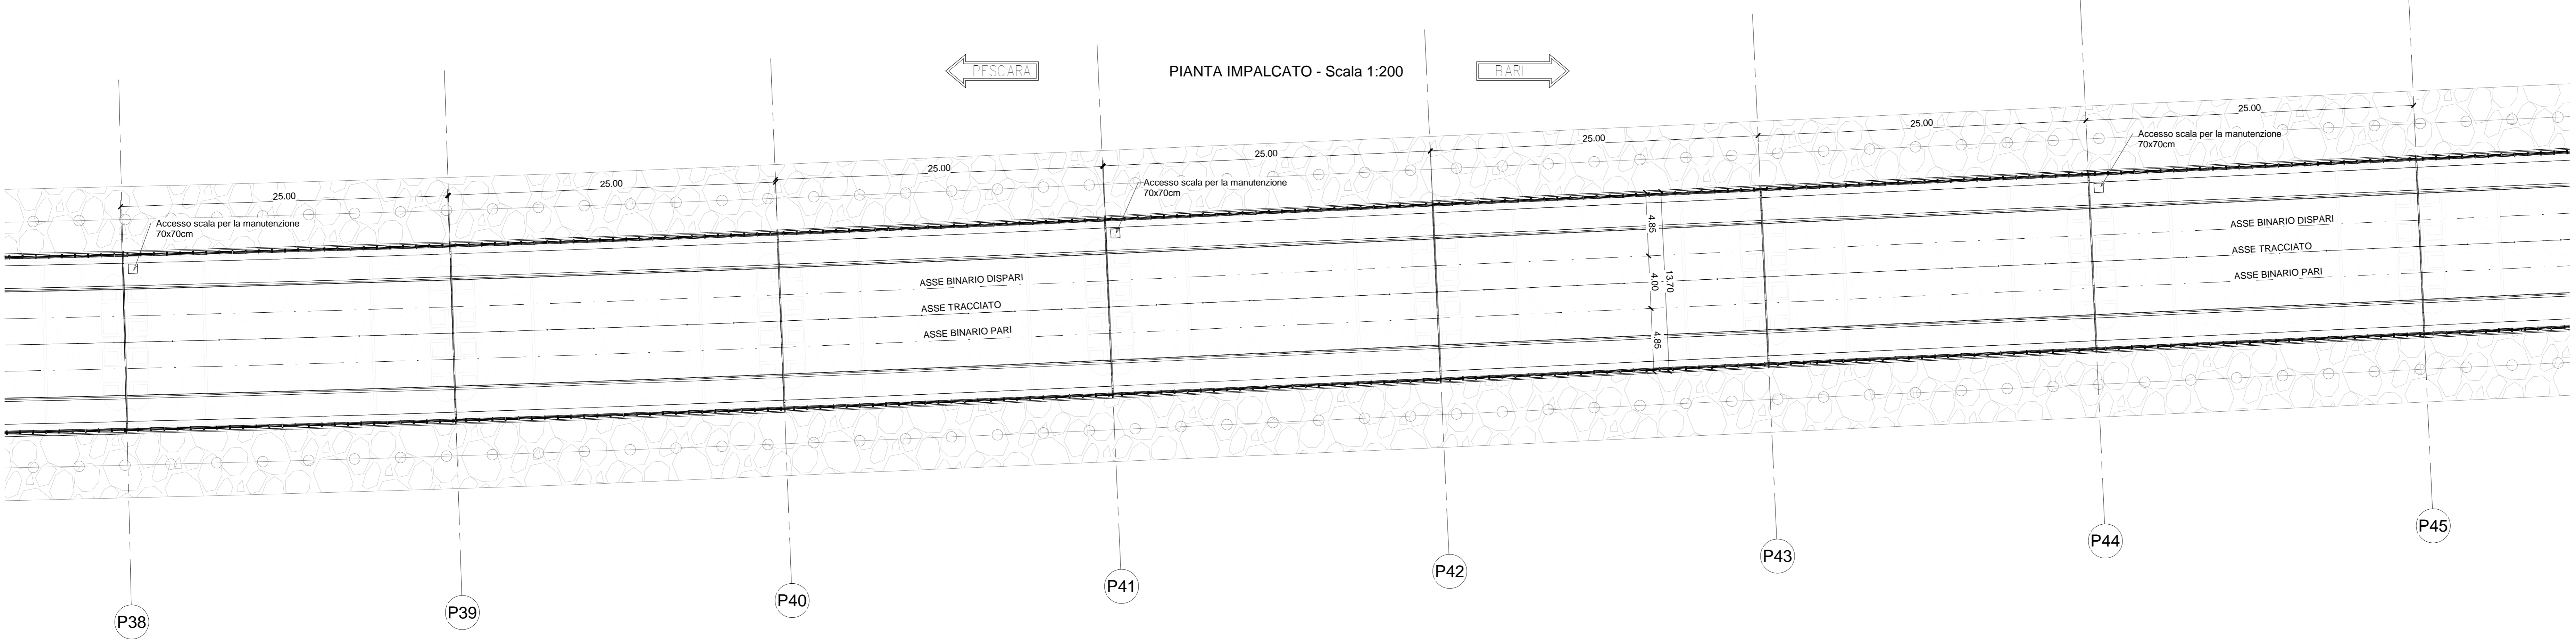 PESCARA
PIANTA IMPALCATO - Scala 1:200
BARI
25.00
25.00
25.00
25.00
25.00
25.00
25.00
Accesso scala per la manutenzione
70x70cm
Accesso scala per la manutenzione
70x70cm
Accesso scala per la manutenzione
70x70cm
ASSE BINARIO DISPARI
ASSE TRACCIATO
ASSE BINARIO PARI
4.85
4.00
4.85
13.70
ASSE BINARIO DISPARI
ASSE TRACCIATO
ASSE BINARIO PARI
P38
P39
P40
P41
P42
P43
P44
P45